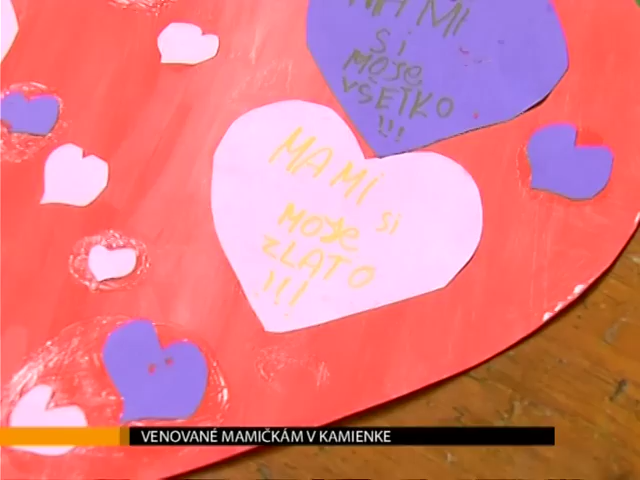 MAMI
SI
MOJE
VŠETKO
!!!
MAMI
SI
MOJE
ZLATO
!!!
VENOVANÉ MAMIČKÁM V KAMIENKE